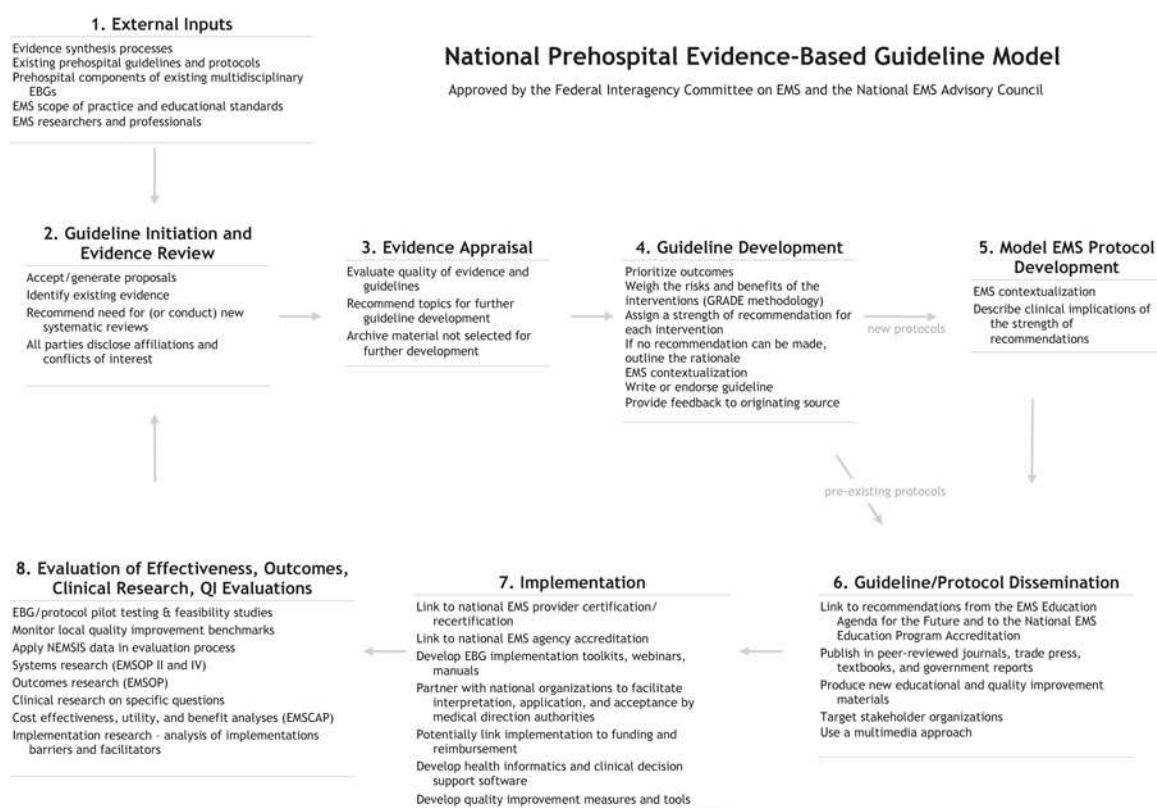 1. External Inputs
Evidence synthesis processes
Existing prehospital guidelines and protocols
Prehospital components of existing multidisciplinary
EBGs
EMS scope of practice and educational standards
EMS researchers and professionals
National Prehospital Evidence-Based Guideline Model
Approved by the Federal Interagency Committee on EMS and the National EMS Advisory Council
2. Guideline Initiation and
Evidence Review
Accept/generate proposals
Identify existing evidence
Recommend need for (or conduct) new
systematic reviews
All parties disclose affiliations and
conflicts of interest
3. Evidence Appraisal
Evaluate quality of evidence and
guidelines
Recommend topics for further
guideline development
Archive material not selected for
further development
4. Guideline Development
Prioritize outcomes
Weigh the risks and benefits of the
interventions (GRADE methodology)
Assign a strength of recommendation for
each intervention
If no recommendation can be made,
outline the rationale
EMS contextualization
Write or endorse guideline
Provide feedback to originating source
new protocols
5. Model EMS Protocol
Development
EMS contextualization
Describe clinical implications of
the strength of
recommendations
pre-existing protocols
6. Guideline/Protocol Dissemination
Link to recommendations from the EMS Education
Agenda for the Future and to the National EMS
Education Program Accreditation
Publish in peer-reviewed journals, trade press,
textbooks, and government reports
Produce new educational and quality improvement
materials
Target stakeholder organizations
Use a multimedia approach
7. Implementation
Link to national EMS provider certification/
recertification
Link to national EMS agency accreditation
Develop EBG implementation toolkits, webinars,
manuals
Partner with national organizations to facilitate
interpretation, application, and acceptance by
medical direction authorities
Potentially link implementation to funding and
reimbursement
Develop health informatics and clinical decision
support software
Develop quality improvement measures and tools
8. Evaluation of Effectiveness, Outcomes,
Clinical Research, QI Evaluations
EBG/protocol pilot testing & feasibility studies
Monitor local quality improvement benchmarks
Apply NEMSIS data in evaluation process
Systems research (EMSOP II and IV)
Outcomes research (EMSOP)
Clinical research on specific questions
Cost effectiveness, utility, and benefit analyses (EMSCAP)
Implementation research – analysis of implementations
barriers and facilitators